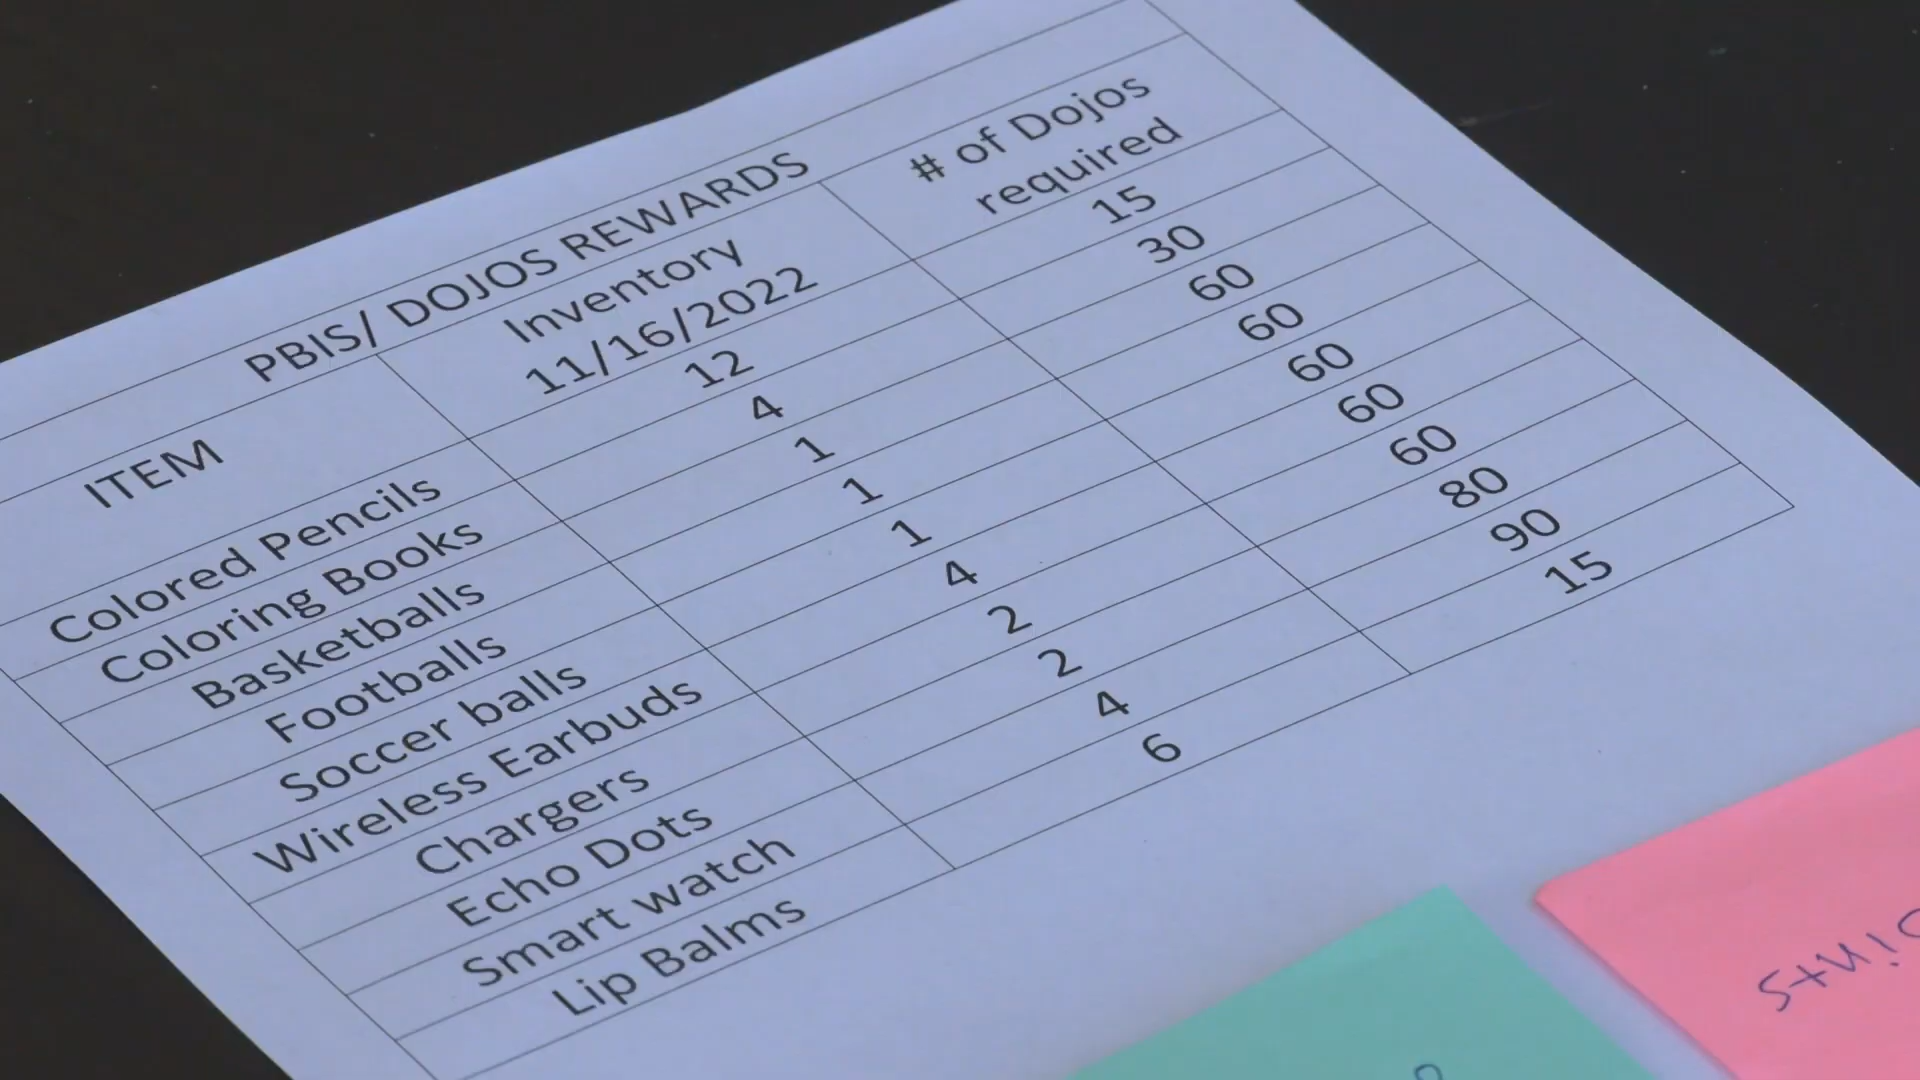 PBIS/ DOJOS REWARDS
ITEM Inventory 11/16/2022 # of Dojos required
Colored Pencils 12 15
Coloring Books 4 30
Basketballs 1 60
Footballs 1 60
Soccer balls 1 60
Wireless Earbuds 4 60
Chargers 2 60
Echo Dots 2 80
Smart watch 4 90
Lip Balms 6 15